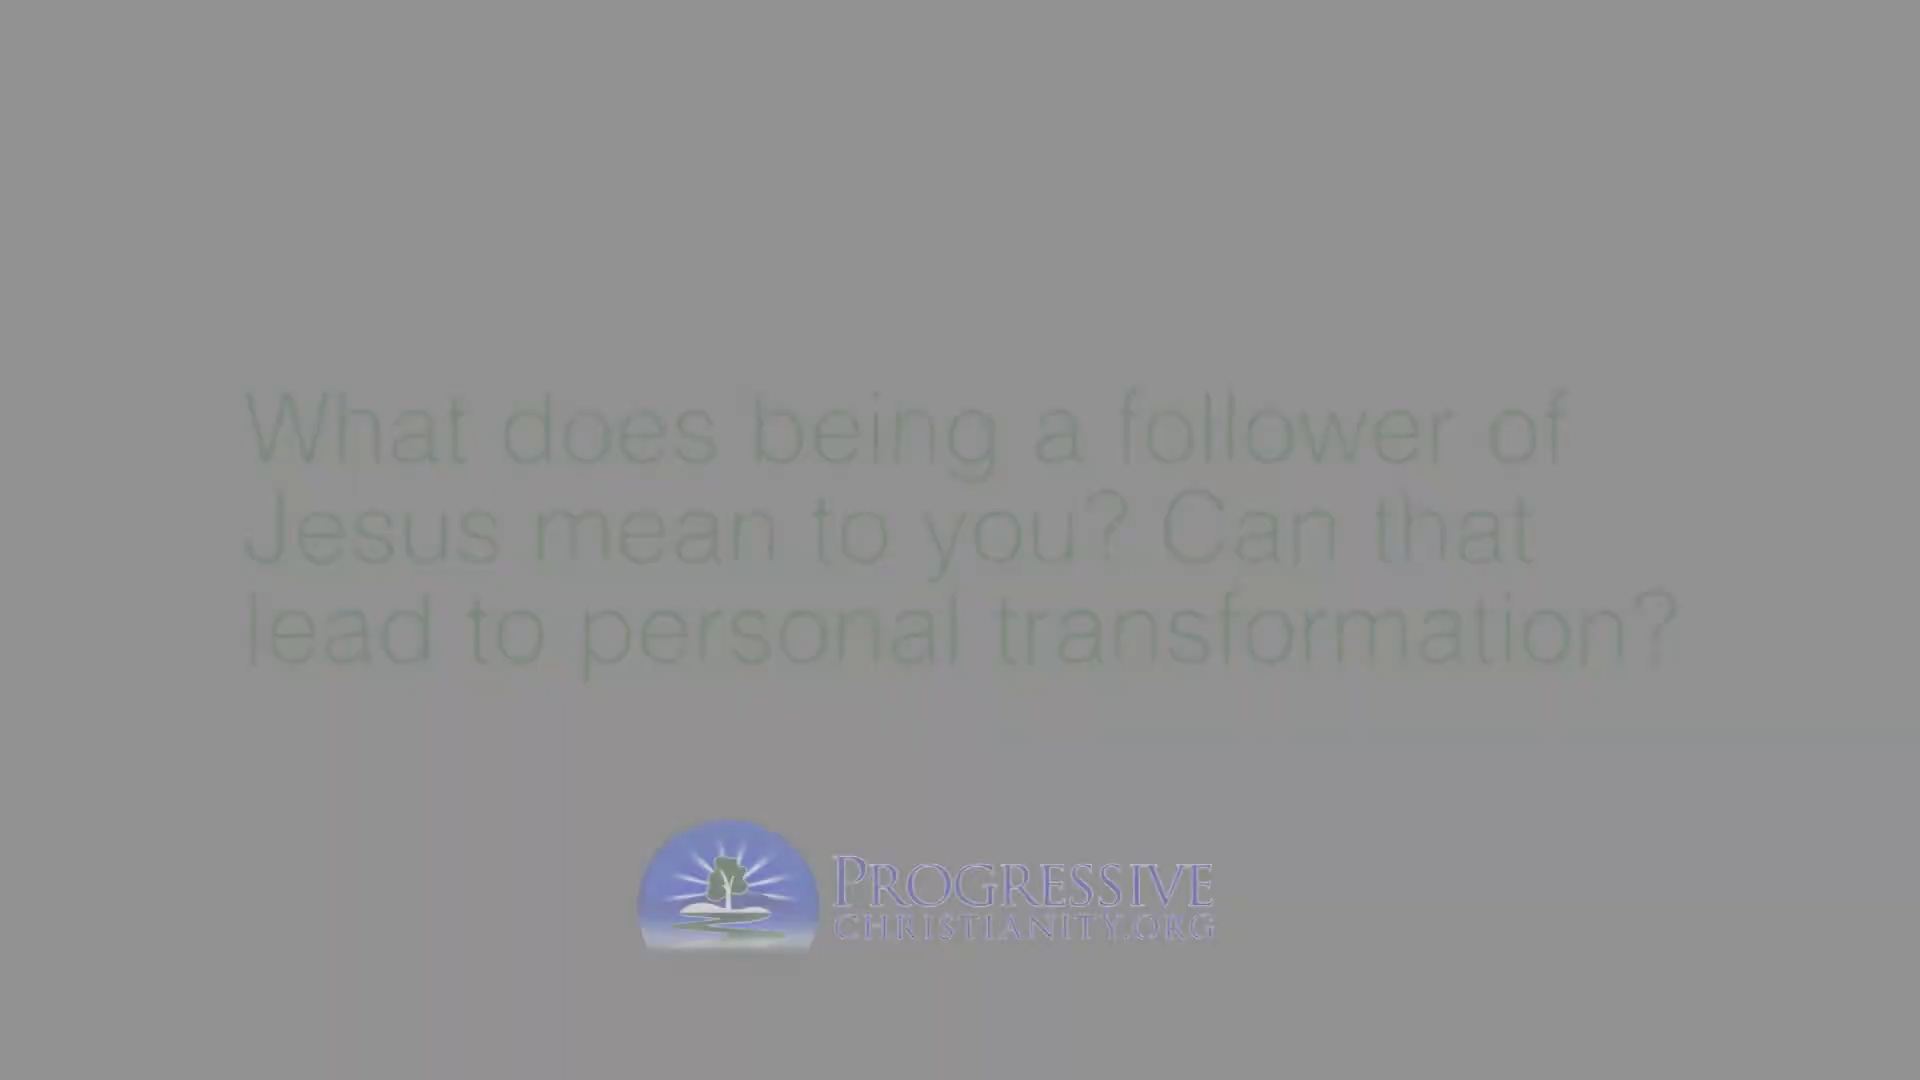 What does being a follower of
Jesus mean to you? Can that
lead to personal transformation?
PROGRESSIVE
CHRISTIANITY.ORG